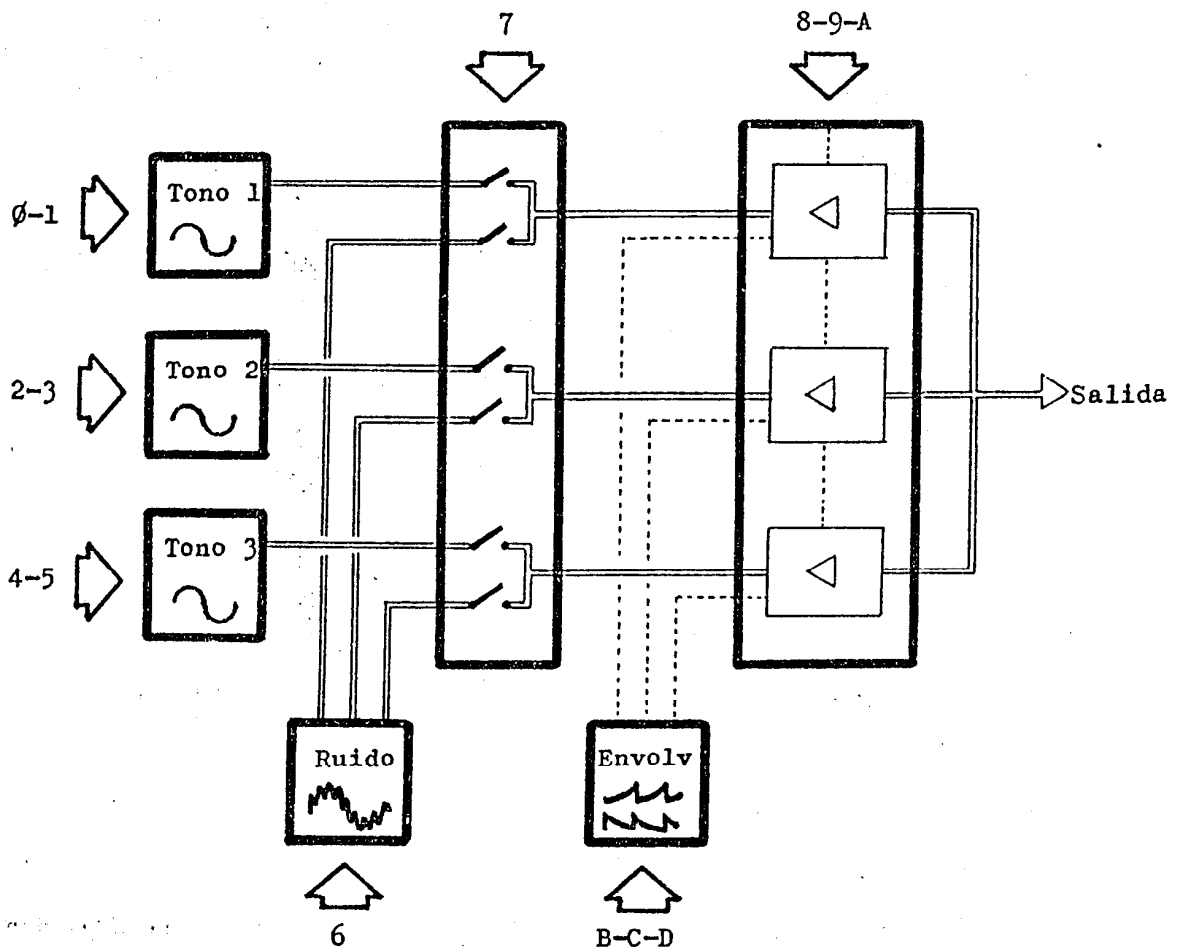 7
8-9-A
Ø-1
Tono 1
2-3
Tono 2
Salida
4-5
Tono 3
Ruido
Envolv
6
B-C-D